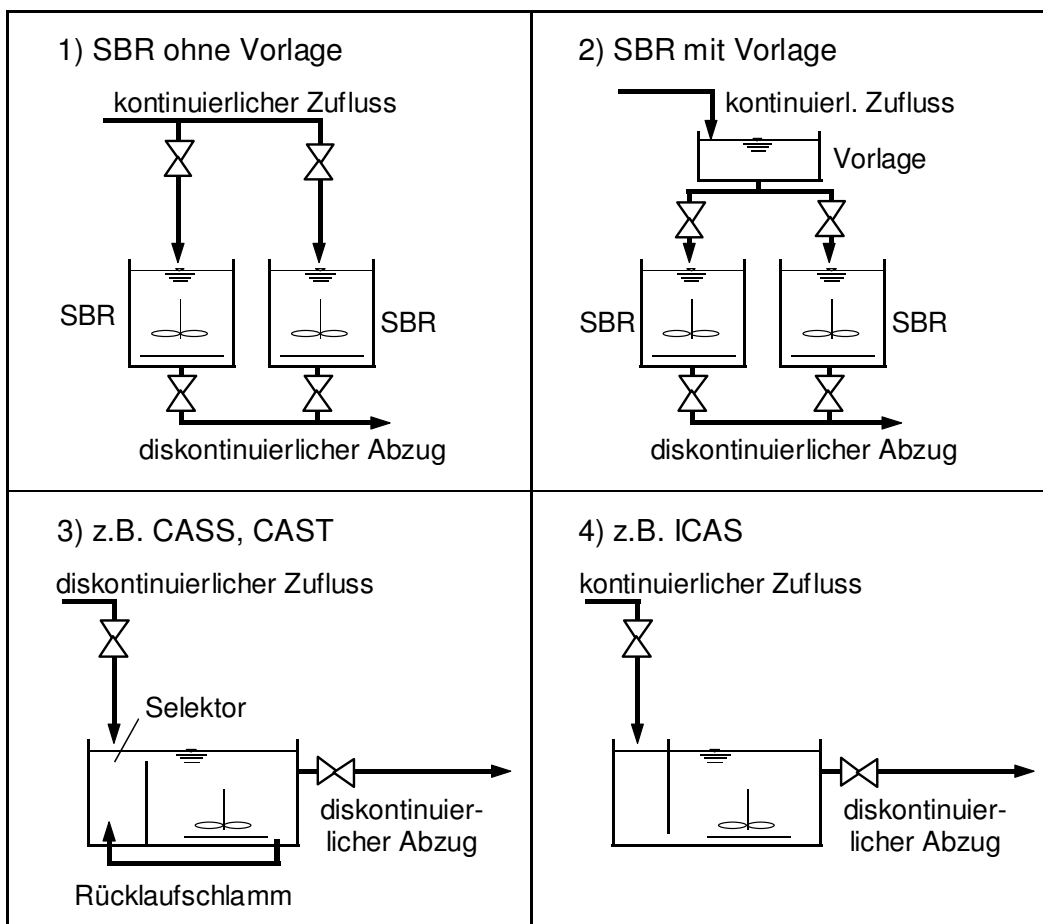 1) SBR ohne Vorlage
kontinuierlicher Zufluss
SBR
SBR
diskontinuierlicher Abzug
2) SBR mit Vorlage
kontinuierl. Zufluss
Vorlage
SBR
SBR
diskontinuierlicher Abzug
3) z.B. CASS, CAST
diskontinuierlicher Zufluss
Selektor
diskontinuier-
licher Abzug
Rücklaufschlamm
4) z.B. ICAS
kontinuierlicher Zufluss
diskontinuier-
licher Abzug